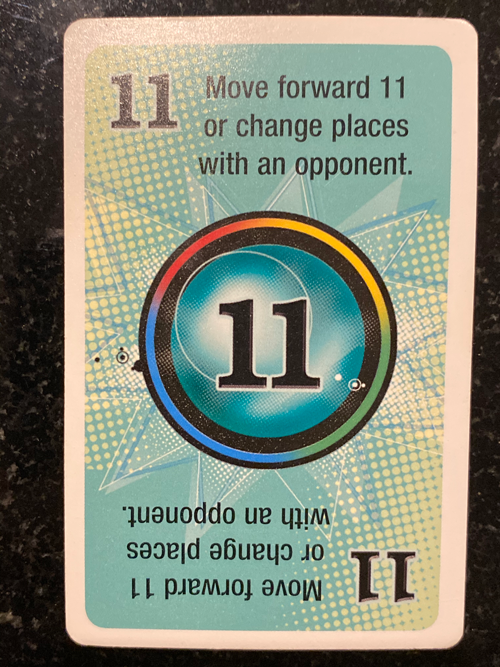 11
Move forward 11
or change places
with an opponent.
11
11
Move forward 11
or change places
with an opponent.